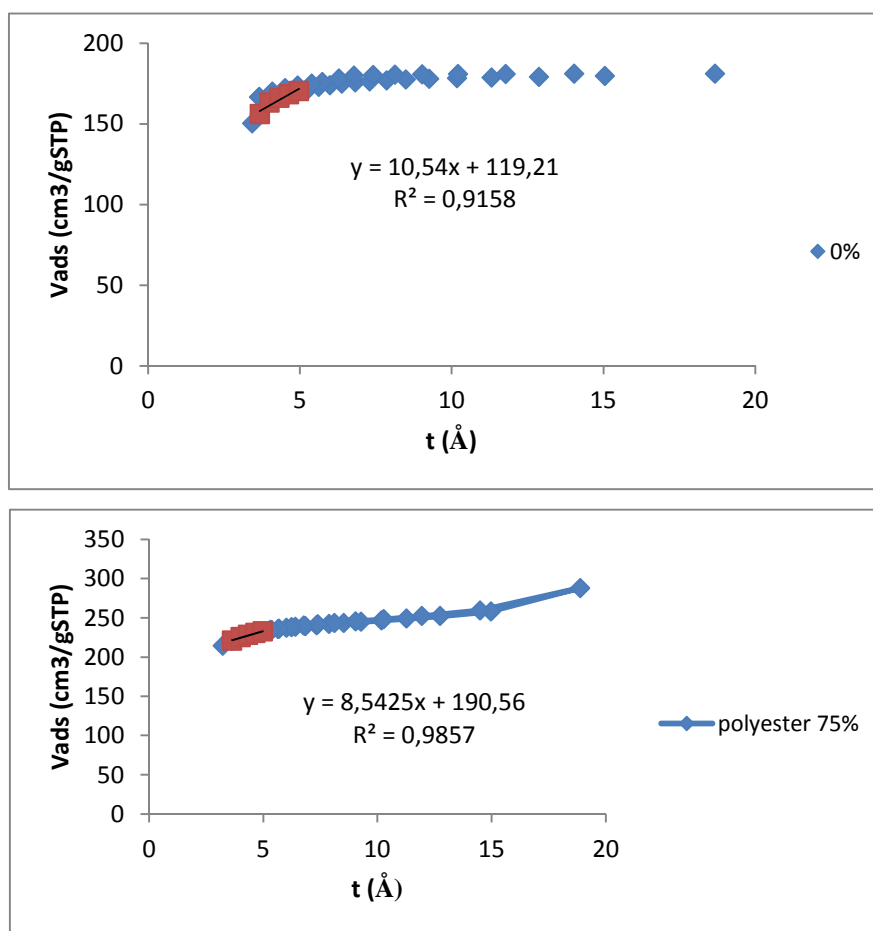 200
150
100
50
0
Vads (cm3/gSTP)
y = 10,54x + 119,21
R² = 0,9158
0%
0 5 10 15 20
t (Å)
350
300
250
200
150
100
50
0
Vads (cm3/gSTP)
y = 8,5425x + 190,56
R² = 0,9857
polyester 75%
0 5 10 15 20
t (Å)